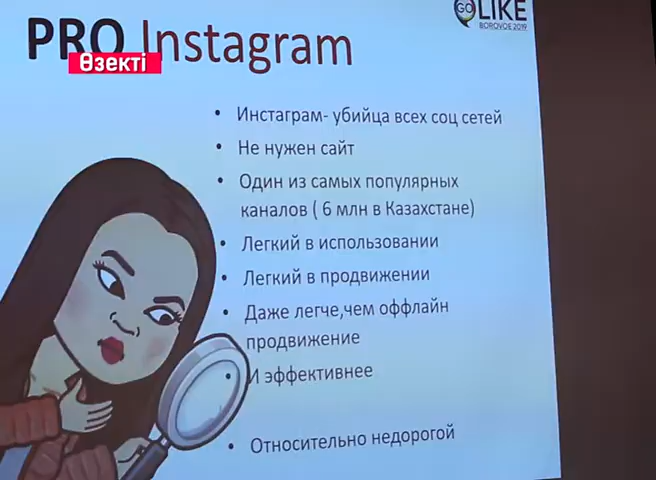 GO LIKE
BOROVOE 2019
PRO Instagram
Өзекті
• Инстаграм- убийца всех соц сетей
• Не нужен сайт
• Один из самых популярных
каналов ( 6 млн в Казахстане)
• Легкий в использовании
• Легкий в продвижении
• Даже легче,чем оффлайн
продвижение
• И эффективнее
• Относительно недорогой